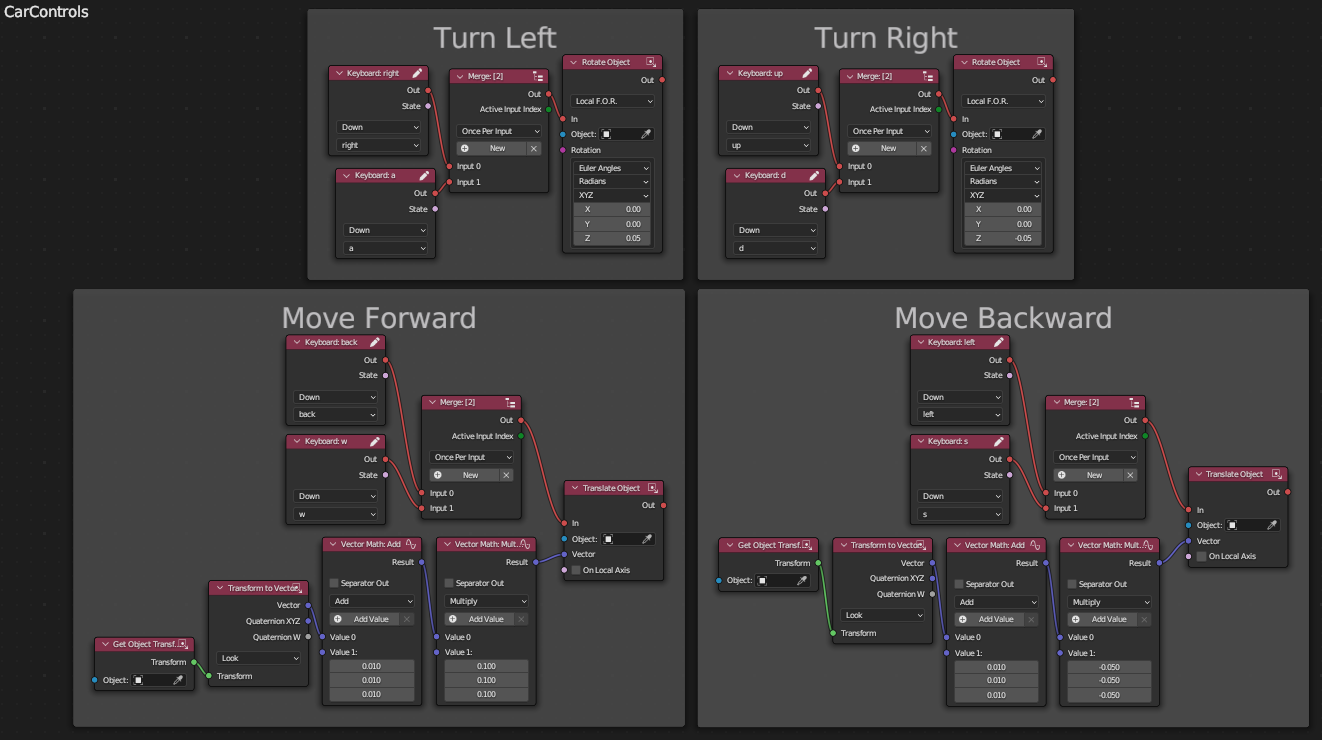 CarControls
Turn Left
Keyboard: right
Out
State
Down
right
Keyboard: a
Out
State
Down
a
Merge: [2]
Out
Active Input Index
Once Per Input
New
Input 0
Input 1
Rotate Object
Out
Local F.O.R.
In
Object:
Rotation
Euler Angles
Radians
XYZ
X 0.00
Y 0.00
Z 0.05
Turn Right
Keyboard: up
Out
State
Down
up
Keyboard: d
Out
State
Down
d
Merge: [2]
Out
Active Input Index
Once Per Input
New
Input 0
Input 1
Rotate Object
Out
Local F.O.R.
In
Object:
Rotation
Euler Angles
Radians
XYZ
X 0.00
Y 0.00
Z -0.05
Move Forward
Keyboard: back
Out
State
Down
back
Keyboard: w
Out
State
Down
w
Merge: [2]
Out
Active Input Index
Once Per Input
New
Input 0
Input 1
Translate Object
Out
In
Object:
Vector
On Local Axis
Get Object Transf...
Transform
Object:
Transform to Vector
Vector
Quaternion XYZ
Quaternion W
Look
Transform
Vector Math: Add
Result
Separator Out
Add
Add Value
Value 0
Value 1:
0.010
0.010
0.010
Vector Math: Mult...
Result
Separator Out
Multiply
Add Value
Value 0
Value 1:
0.100
0.100
0.100
Move Backward
Keyboard: left
Out
State
Down
left
Keyboard: s
Out
State
Down
s
Merge: [2]
Out
Active Input Index
Once Per Input
New
Input 0
Input 1
Translate Object
Out
In
Object:
Vector
On Local Axis
Get Object Transf...
Transform
Object:
Transform to Vector
Vector
Quaternion XYZ
Quaternion W
Look
Transform
Vector Math: Add
Result
Separator Out
Add
Add Value
Value 0
Value 1:
0.010
0.010
0.010
Vector Math: Mult...
Result
Separator Out
Multiply
Add Value
Value 0
Value 1:
-0.050
-0.050
-0.050